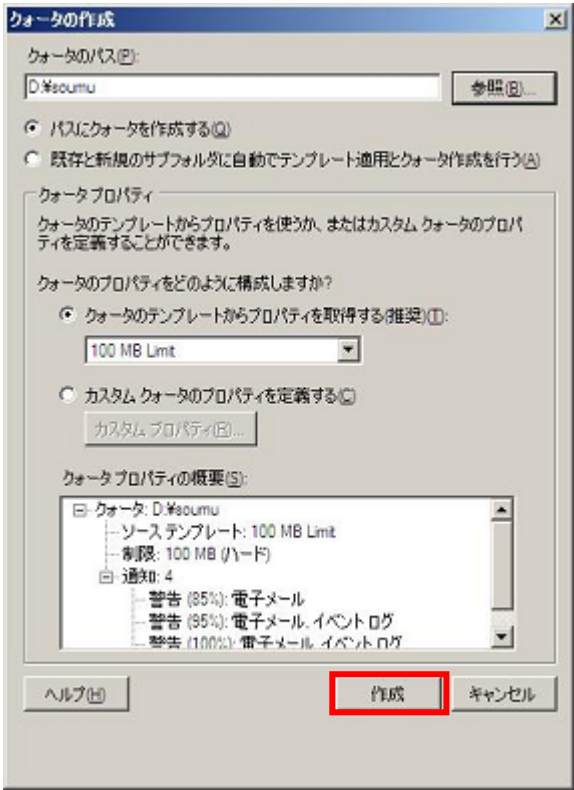 クォータの作成
クォータのパス(P):
D:¥soumu
参照(B)...
パスにクォータを作成する(Q)
既存と新規のサブフォルダに自動でテンプレート適用とクォータ作成を行う(A)
クォータ プロパティ
クォータのテンプレートからプロパティを使うか、またはカスタム クォータのプロパ
ティを定義することができます。
クォータのプロパティをどのように構成しますか?
クォータのテンプレートからプロパティを取得する(推奨)(T):
100 MB Limit
カスタム クォータのプロパティを定義する(C)
カスタム プロパティ(R)...
クォータ プロパティの概要(S):
クォータ: D:¥soumu
ソース テンプレート: 100 MB Limit
制限: 100 MB (ハード)
通知: 4
警告 (85%): 電子メール
警告 (95%): 電子メール, イベント ログ
警告 (100%): 電子メール, イベント ログ
ヘルプ(H)
作成
キャンセル